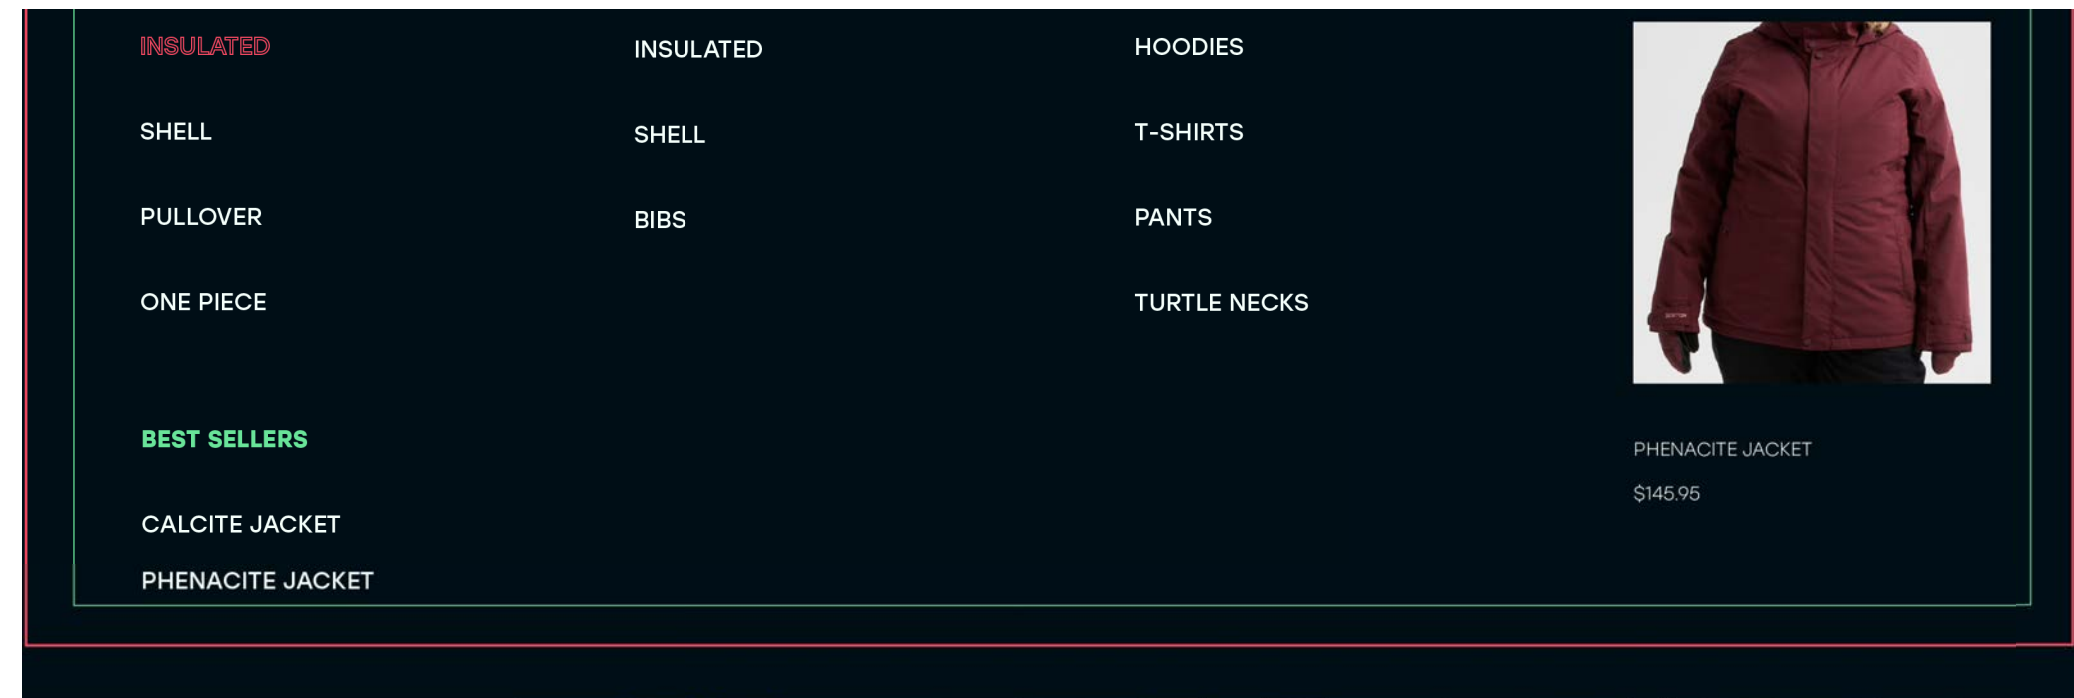 INSULATED
SHELL
PULLOVER
ONE PIECE
BEST SELLERS
CALCITE JACKET
PHENACITE JACKET
INSULATED
SHELL
BIBS
HOODIES
T-SHIRTS
PANTS
TURTLE NECKS
BURTON
PHENACITE JACKET
$145.95